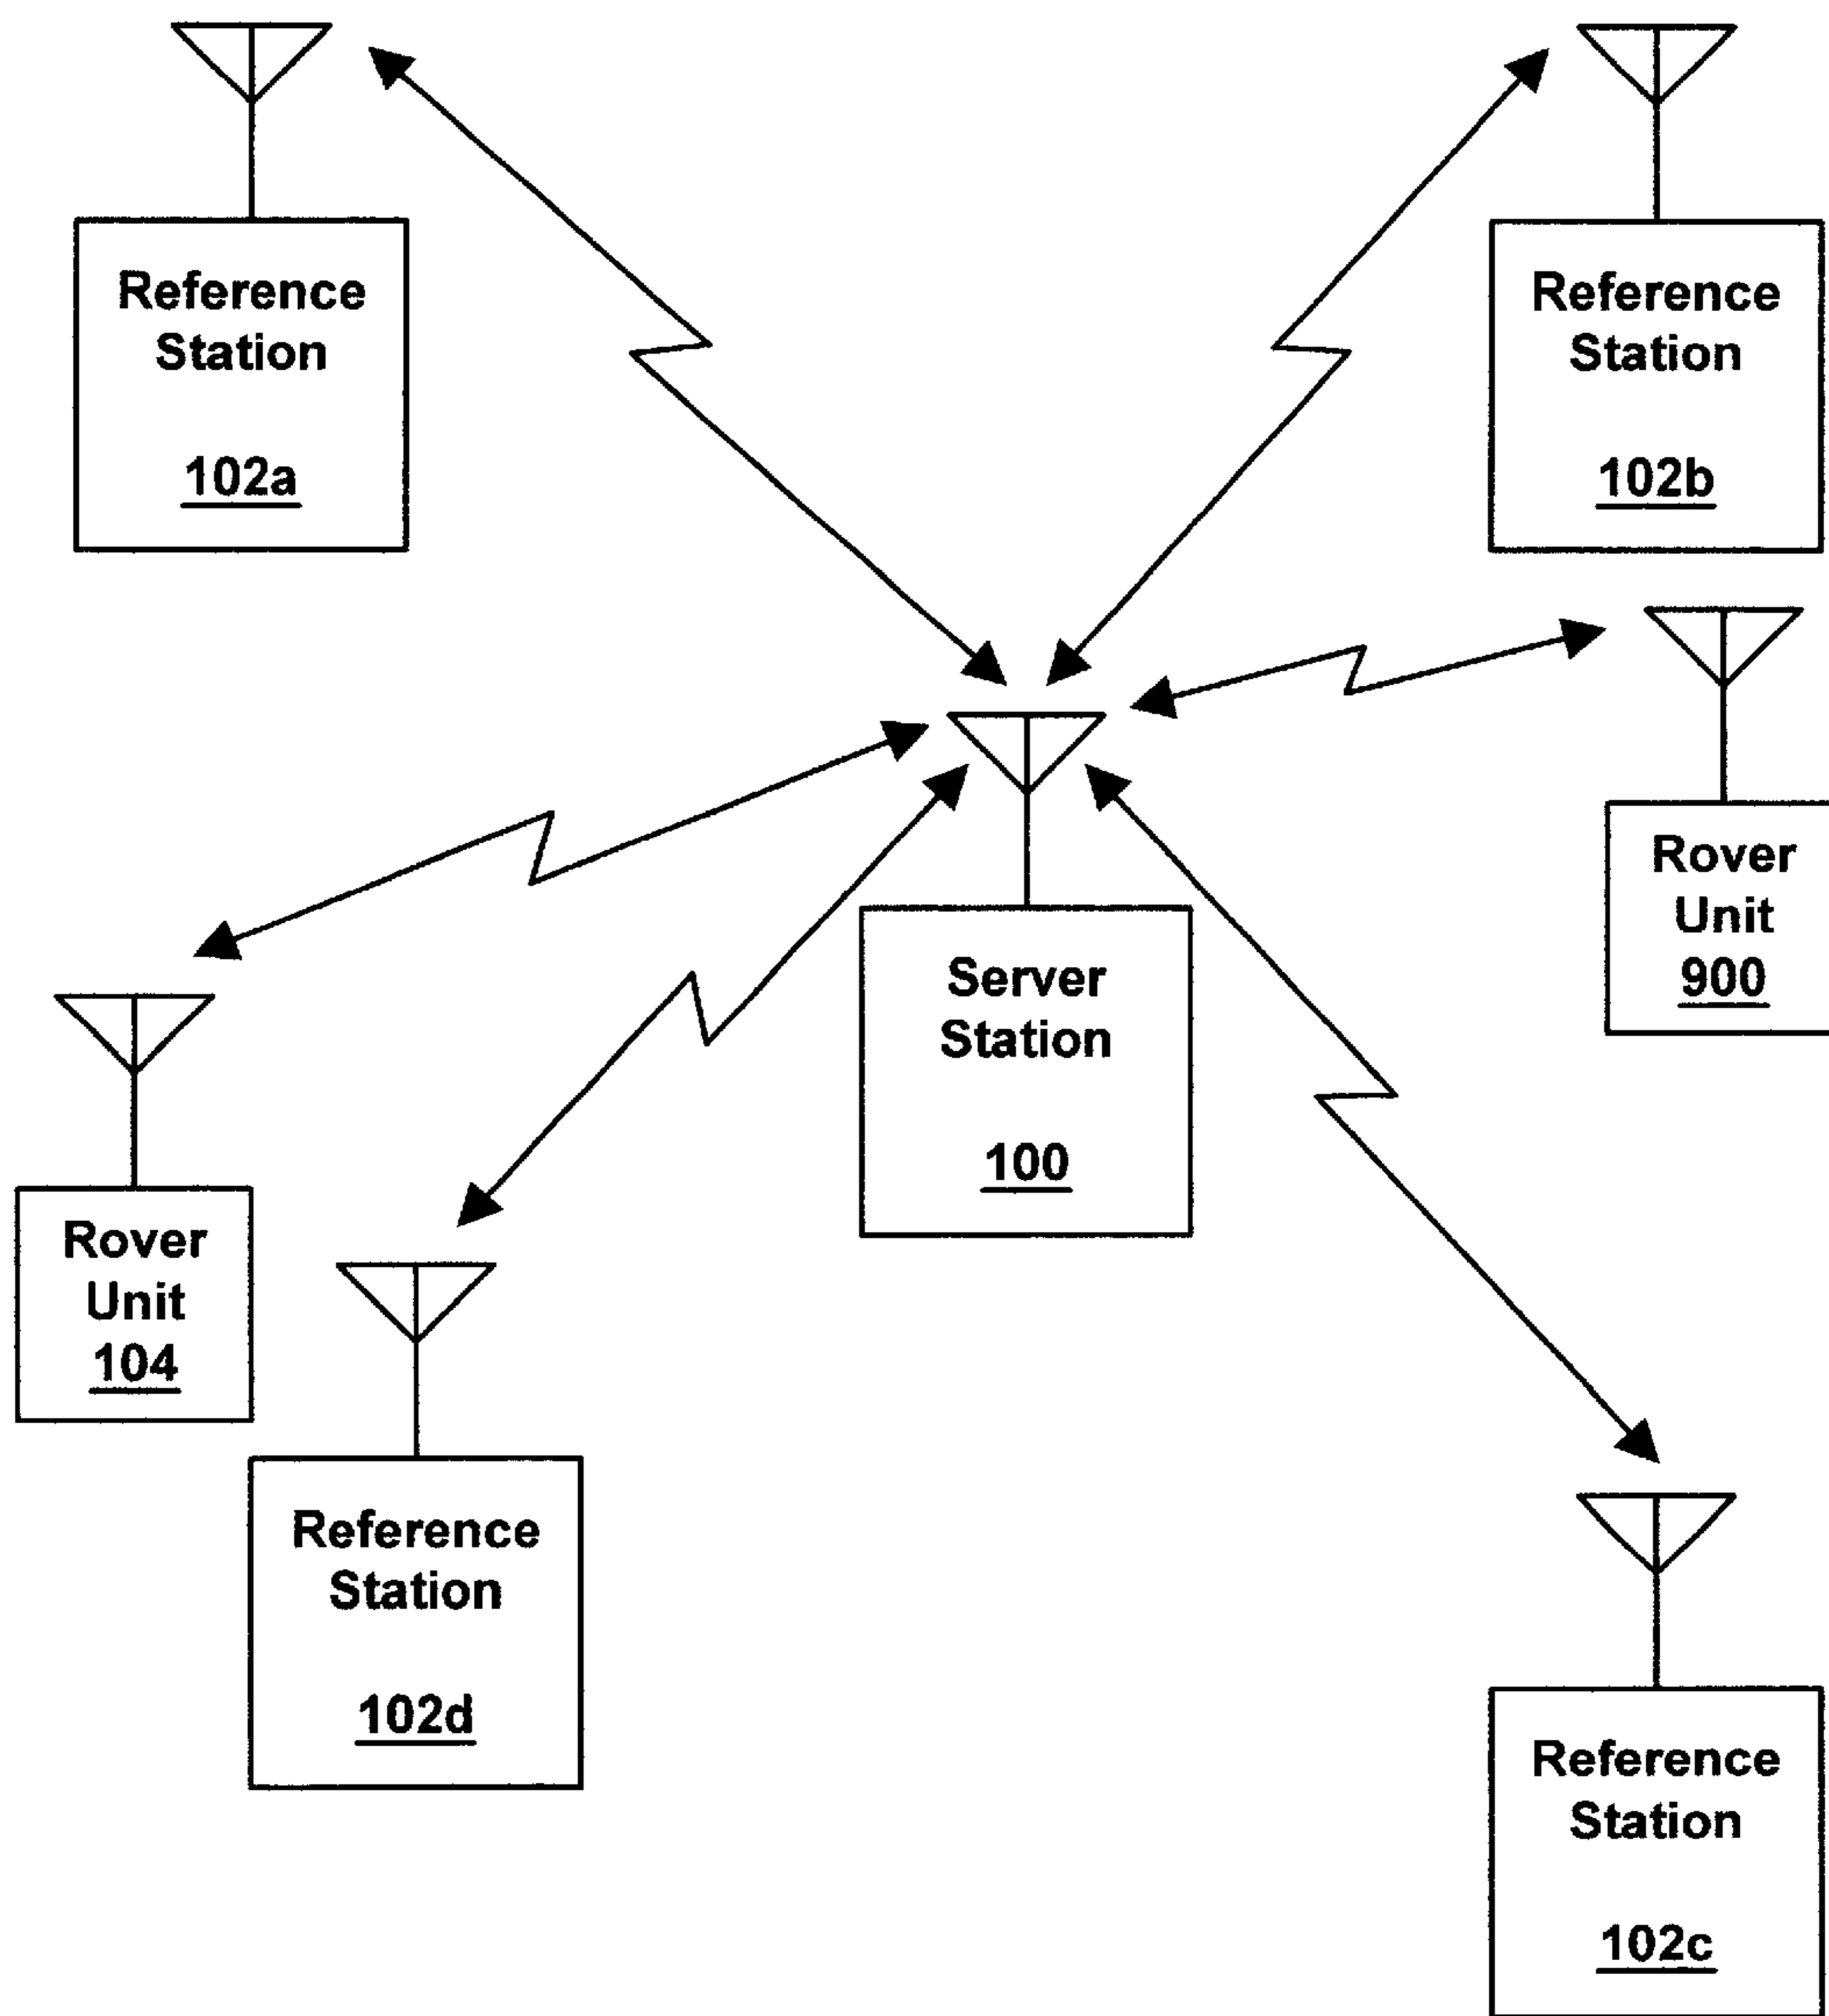 Reference
Station
102a
Reference
Station
102b
Rover
Unit
900
Server
Station
100
Rover
Unit
104
Reference
Station
102d
Reference
Station
102c